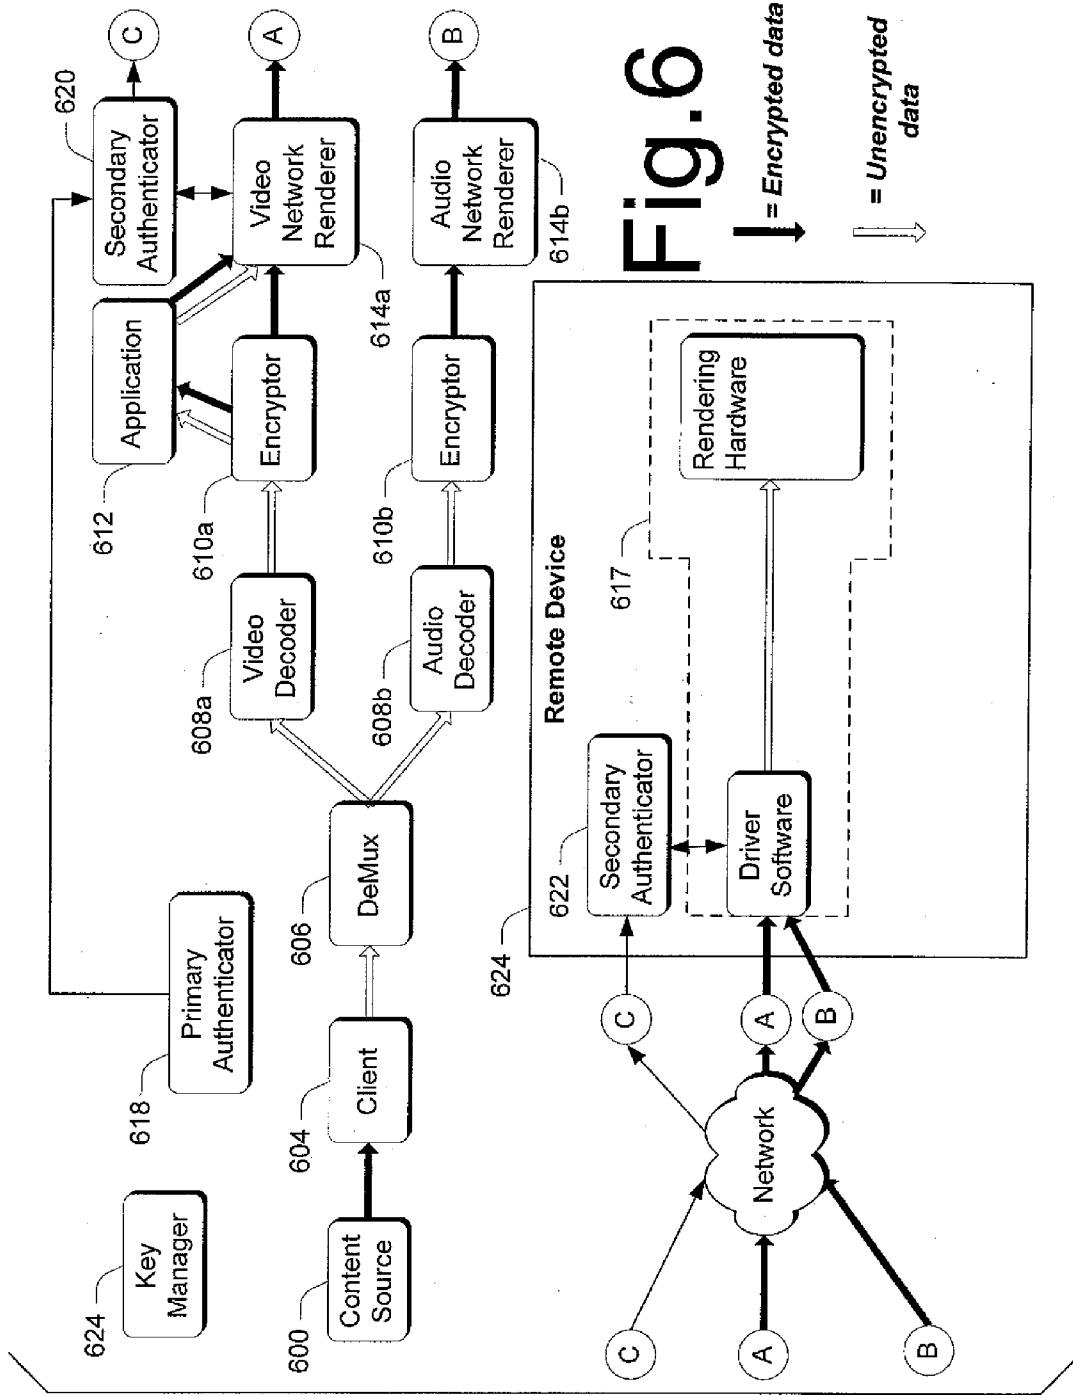 624
Key
Manager
618
Primary
Authenticator
620
Secondary
Authenticator
C
612
Application
600
Content
Source
604
Client
606
DeMux
608a
Video
Decoder
610a
Encryptor
614a
Video
Network
Renderer
A
608b
Audio
Decoder
610b
Encryptor
614b
Audio
Network
Renderer
B
C
A
B
Network
C
A
B
624
Remote Device
622
Secondary
Authenticator
Driver
Software
617
Rendering
Hardware
Fig.6
= Encrypted data
= Unencrypted
data